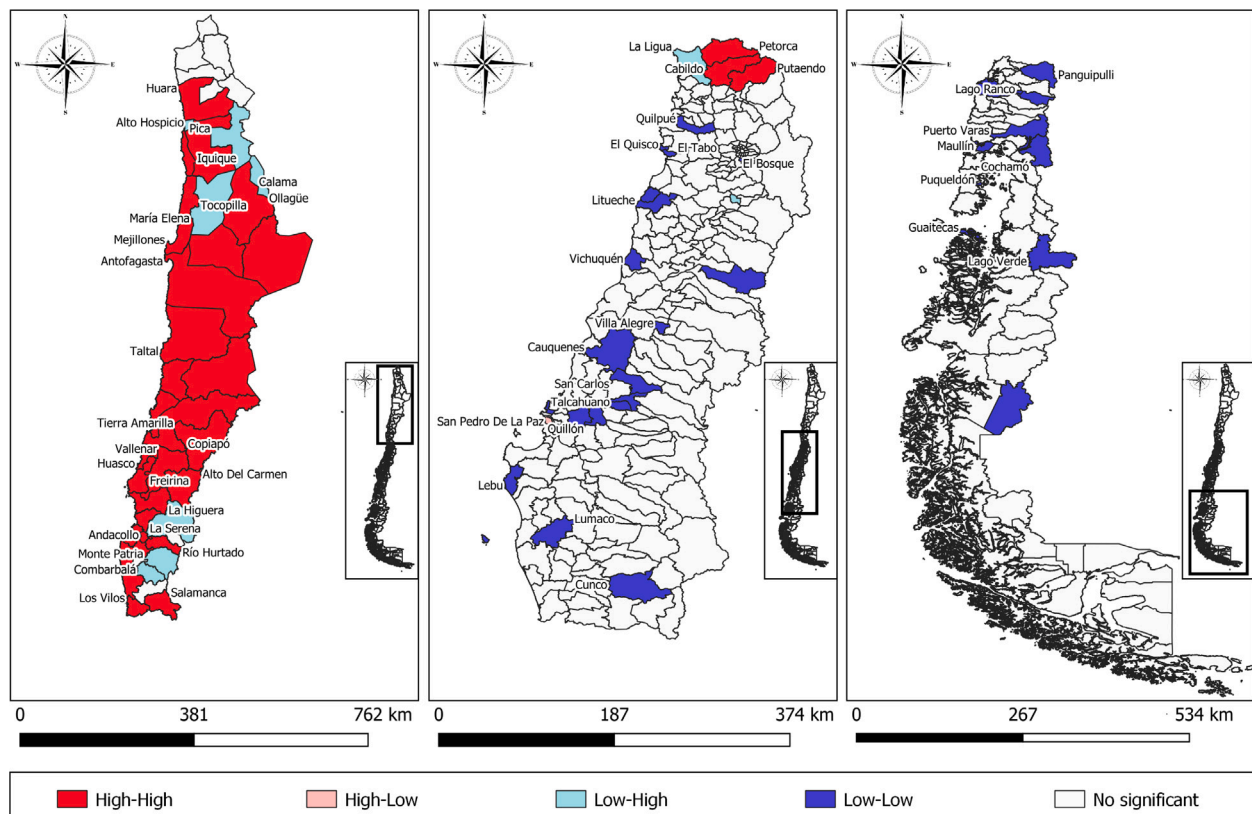 N
W
E
S
Huara
Alto Hospicio
Pica
Iquique
Calama
Ollagüe
Tocopilla
María Elena
Mejillones
Antofagasta
Taltal
Tierra Amarilla
Copiapó
Vallenar
Huasco
Alto Del Carmen
Freirina
La Higuera
Andacollo
La Serena
Monte Patria
Río Hurtado
Combarbalá
Salamanca
Los Vilos
0 381 762 km
N
W
E
S
La Ligua
Petorca
Cabildo
Putaendo
Quilpué
El Quisco
El Tabo
El Bosque
Litueche
Vichuquén
Villa Alegre
Cauquenes
San Carlos
Talcahuano
San Pedro De La Paz
Quillón
Lebu
Lumaco
Cunco
0 187 374 km
N
W
E
S
Panguipulli
Lago Ranco
Puerto Varas
Maullín
Cochamó
Puqueldón
Guaitecas
Lago Verde
0 267 534 km
High-High High-Low Low-High Low-Low No significant